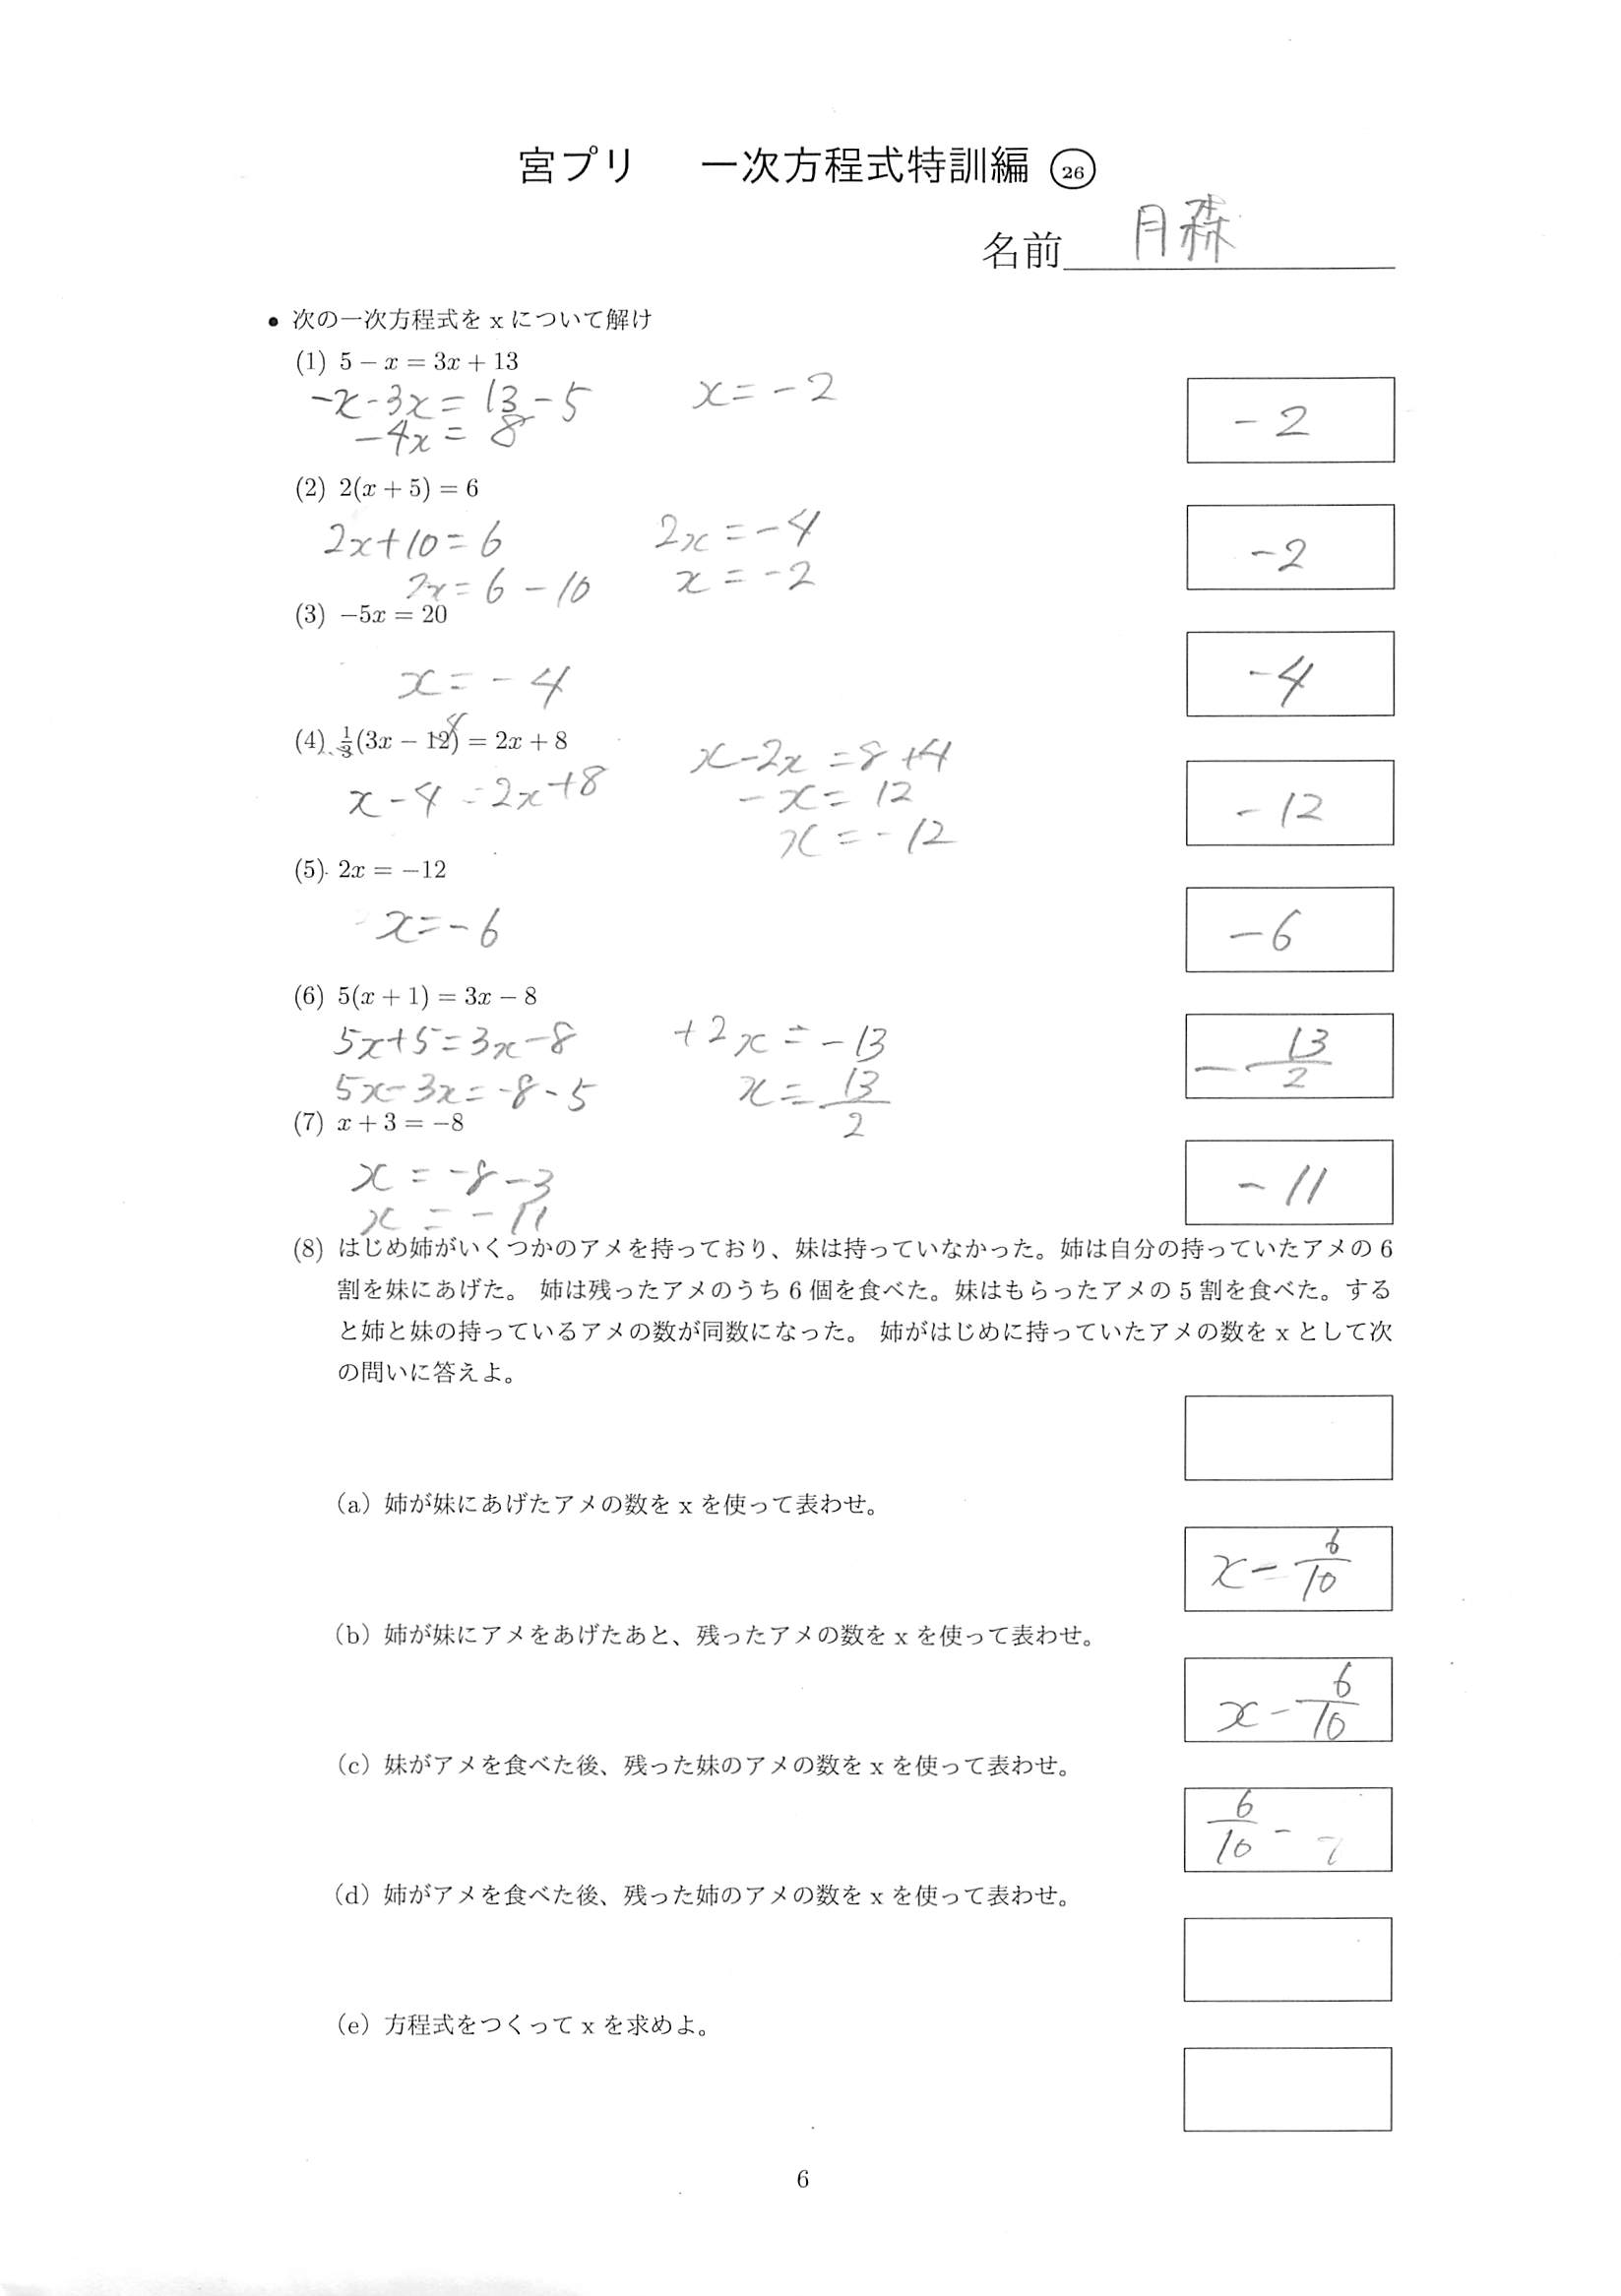 宮プリ 一次方程式特訓編 ㉖
名前 月森
• 次の一次方程式を x について解け
(1) 5 − x = 3x + 13
-x-3x = 13-5
-4x = 8
x = -2
-2
(2) 2(x + 5) = 6
2x+10 = 6
2x = 6-10
2x = -4
x = -2
-2
(3) −5x = 20
x = -4
-4
(4) 1/3(3x − 12) = 2x + 8
4
x-4 = 2x+8
x-2x = 8+4
-x = 12
x = -12
-12
(5) 2x = −12
x = -6
-6
(6) 5(x + 1) = 3x − 8
5x+5 = 3x-8
5x-3x = -8-5
+2x = -13
x = 13/2
- 13/2
(7) x + 3 = −8
x = -8-3
x = -11
-11
(8) はじめ姉がいくつかのアメを持っており、妹は持っていなかった。姉は自分の持っていたアメの 6
割を妹にあげた。 姉は残ったアメのうち 6 個を食べた。妹はもらったアメの 5 割を食べた。する
と姉と妹の持っているアメの数が同数になった。 姉がはじめに持っていたアメの数を x として次
の問いに答えよ。
(a) 姉が妹にあげたアメの数を x を使って表わせ。
x - 6/10
(b) 姉が妹にアメをあげたあと、残ったアメの数を x を使って表わせ。
x - 6/10
(c) 妹がアメを食べた後、残った妹のアメの数を x を使って表わせ。
6/10 -
(d) 姉がアメを食べた後、残った姉のアメの数を x を使って表わせ。
(e) 方程式をつくって x を求めよ。
6